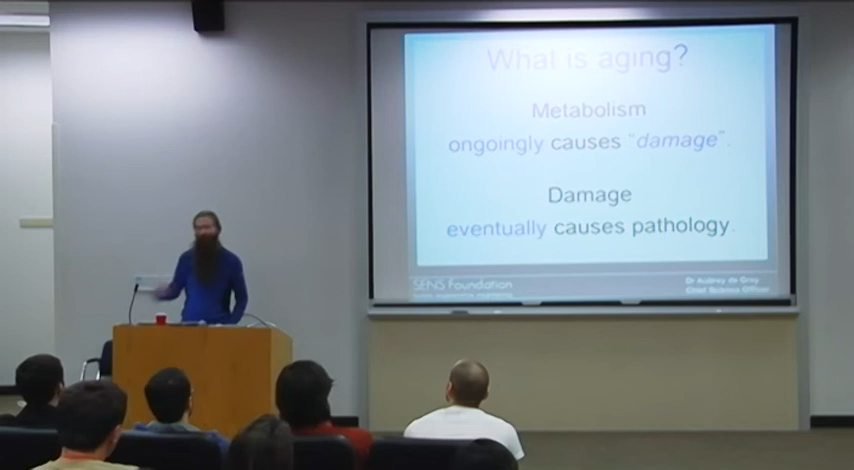 What is aging?
Metabolism
ongoingly causes "damage".
Damage
eventually causes pathology.
SENS Foundation
Dr Aubrey de Grey
Chief Science Officer